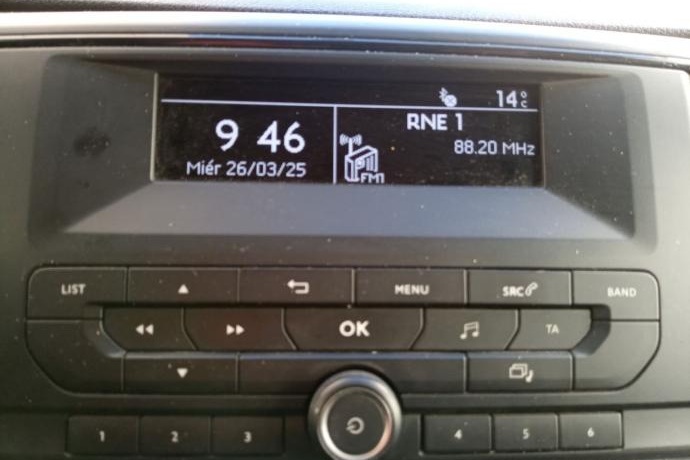 14°C
9 46
RNE 1
88.20 MHz
Miér 26/03/25
FM1
LIST
MENU
SRC
BAND
OK
TA
1
2
3
4
5
6